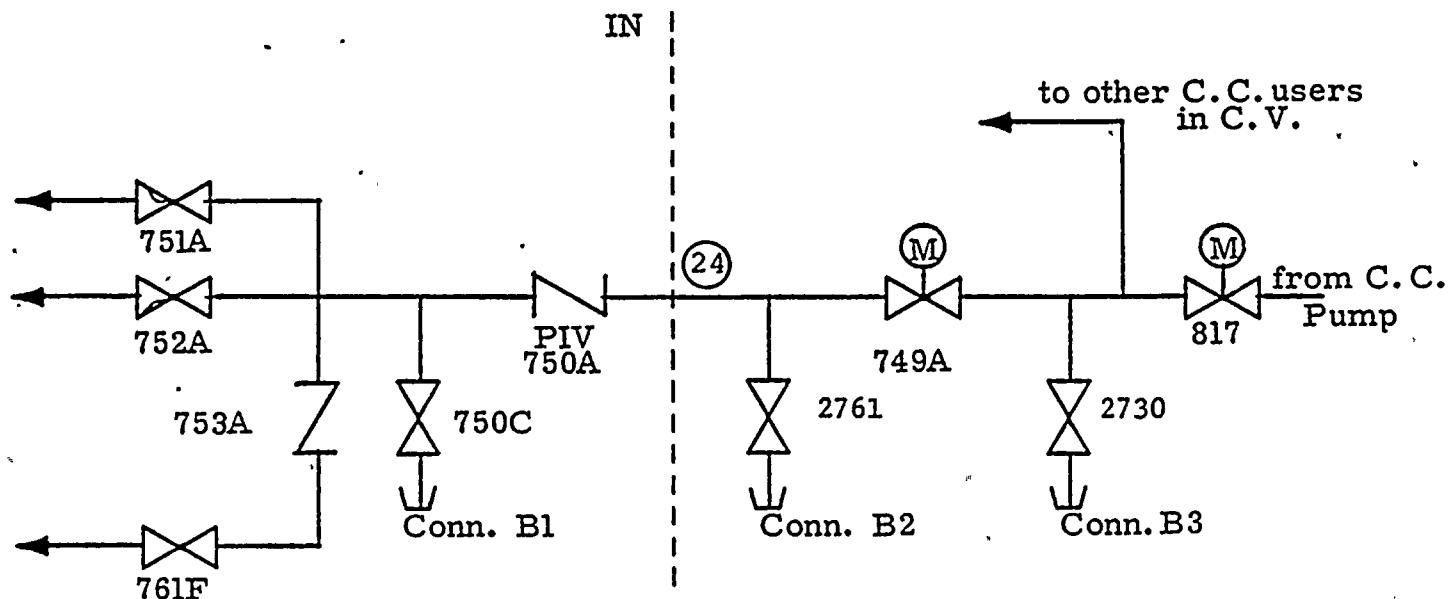 IN
to other C.C. users
in C.V.
751A
24
M
M
from C.C.
Pump
752A
PIV
750A
749A
817
753A
750C
2761
2730
Conn. B1
Conn. B2
Conn. B3
761F